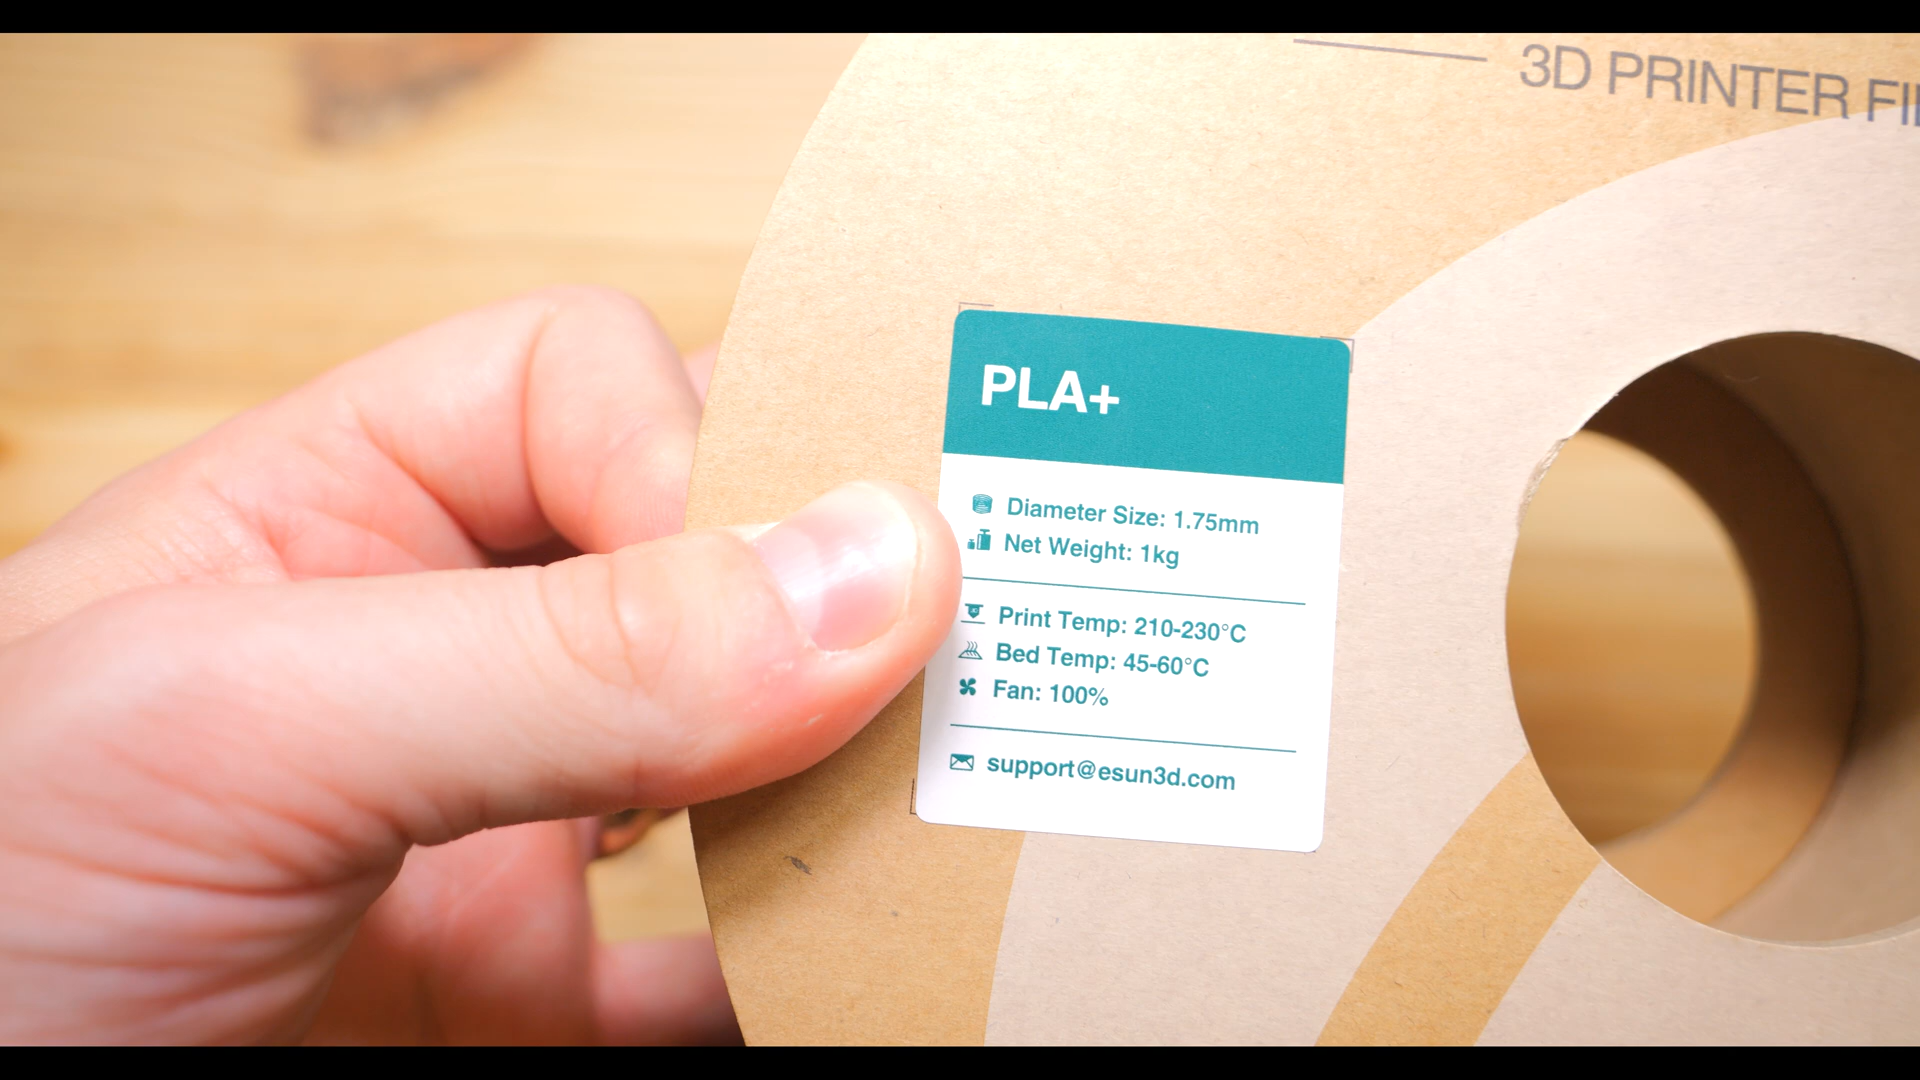 3D PRINTER FIL
PLA+
Diameter Size: 1.75mm
Net Weight: 1kg
Print Temp: 210-230°C
Bed Temp: 45-60°C
Fan: 100%
support@esun3d.com